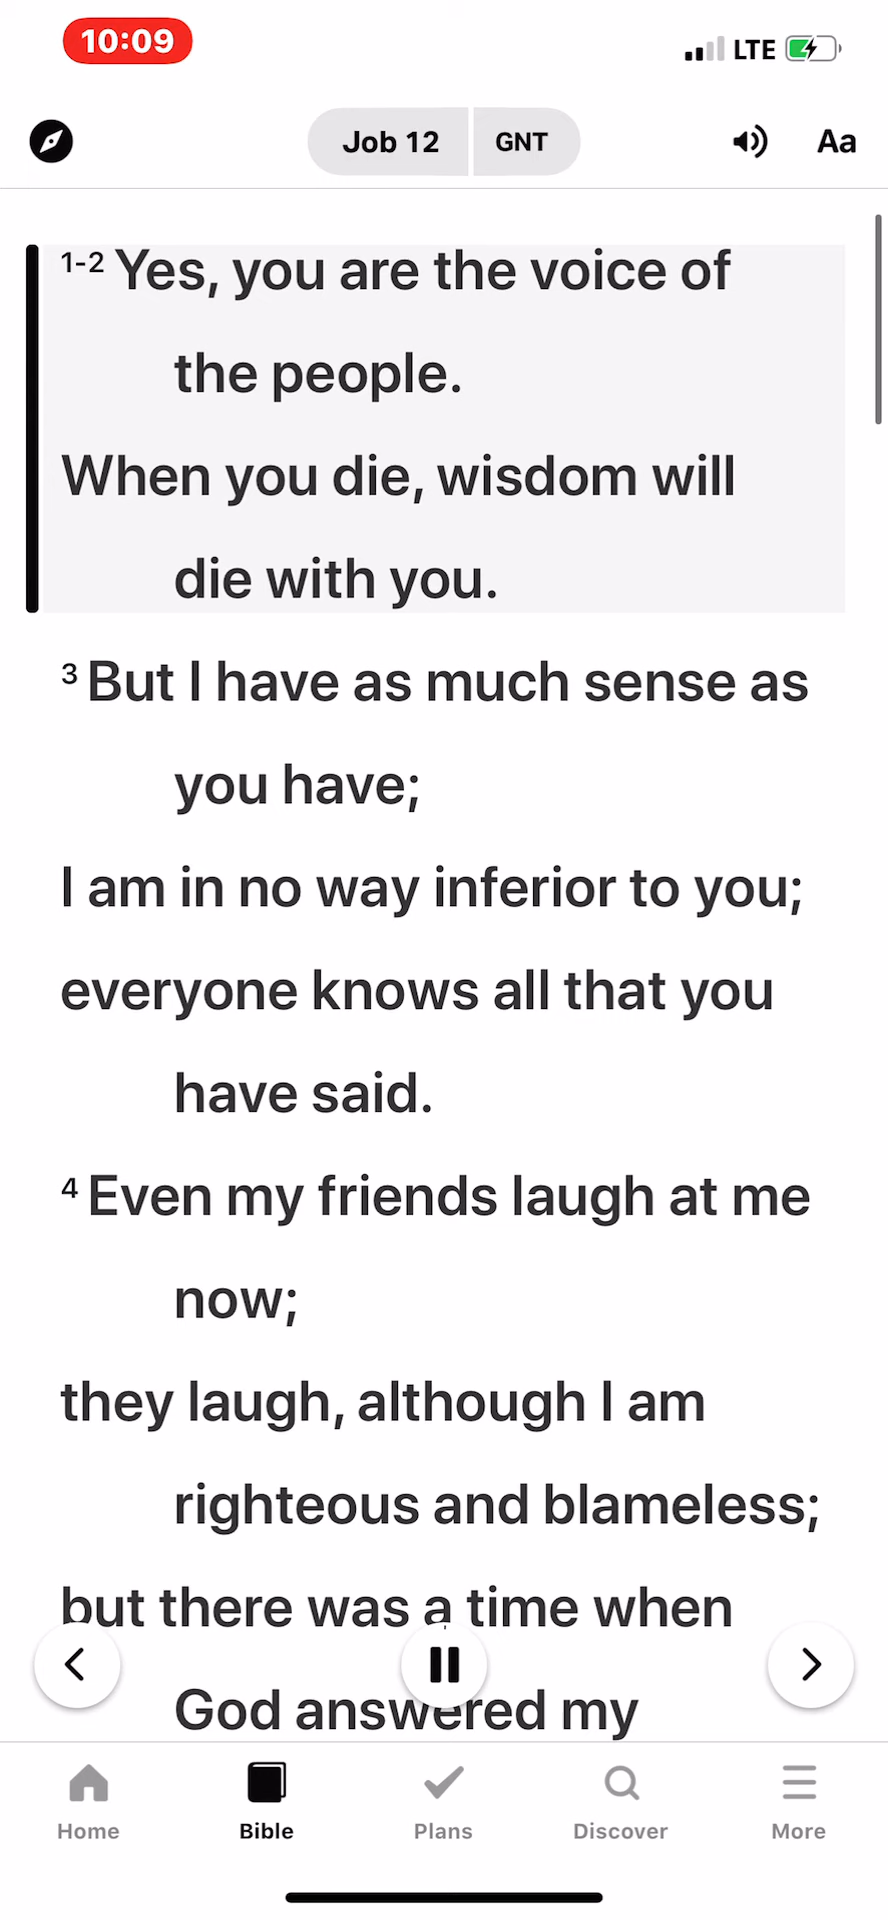 10:09
LTE
Job 12 GNT
Aa
1-2 Yes, you are the voice of
the people.
When you die, wisdom will
die with you.
3 But I have as much sense as
you have;
I am in no way inferior to you;
everyone knows all that you
have said.
4 Even my friends laugh at me
now;
they laugh, although I am
righteous and blameless;
but there was a time when
God answered my
Home Bible Plans Discover More